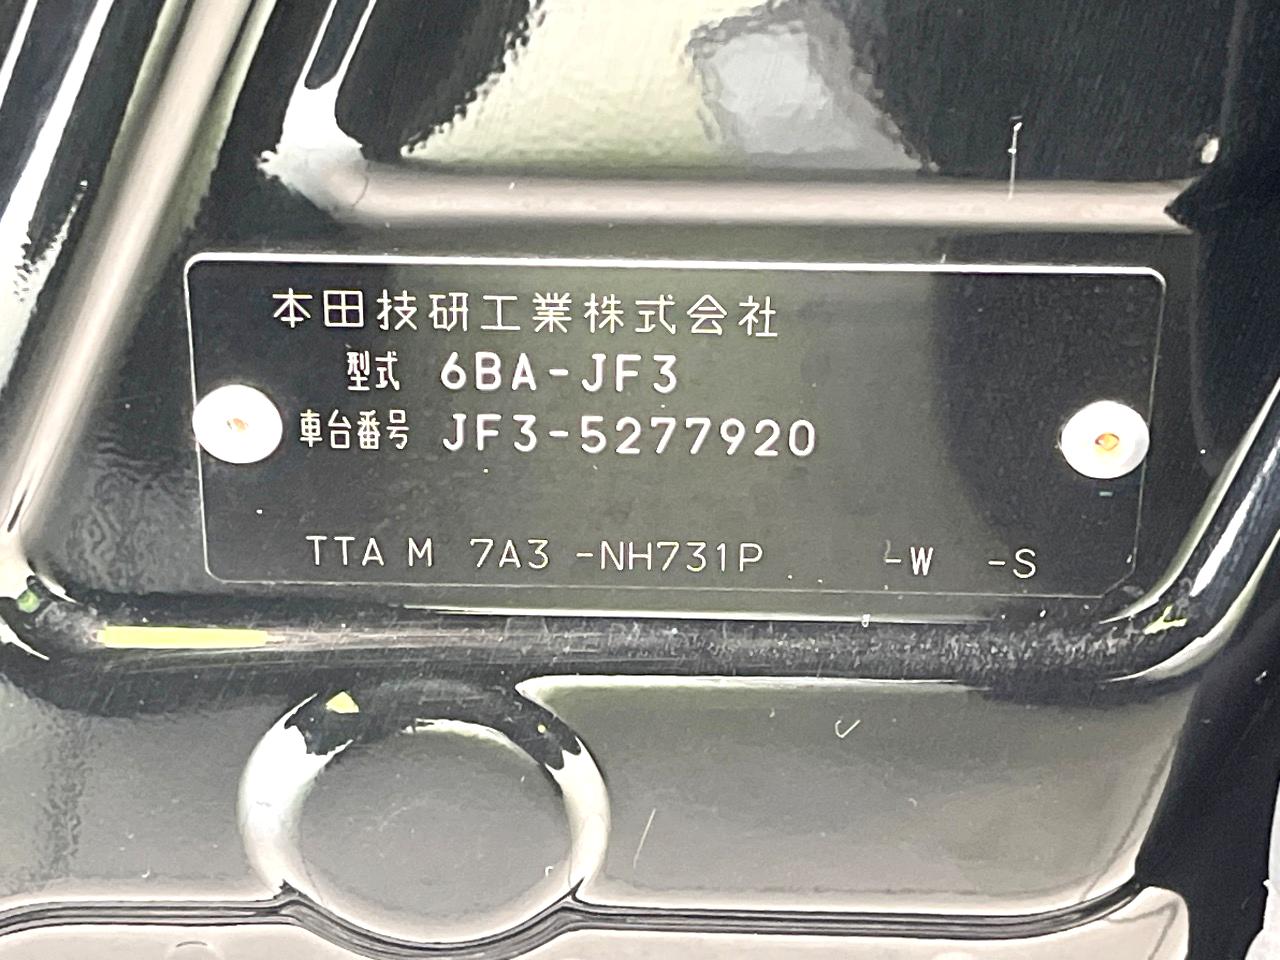 本田技研工業株式会社
型式 6BA-JF3
車台番号 JF3-5277920
TTA M 7A3 -NH731P -W -S